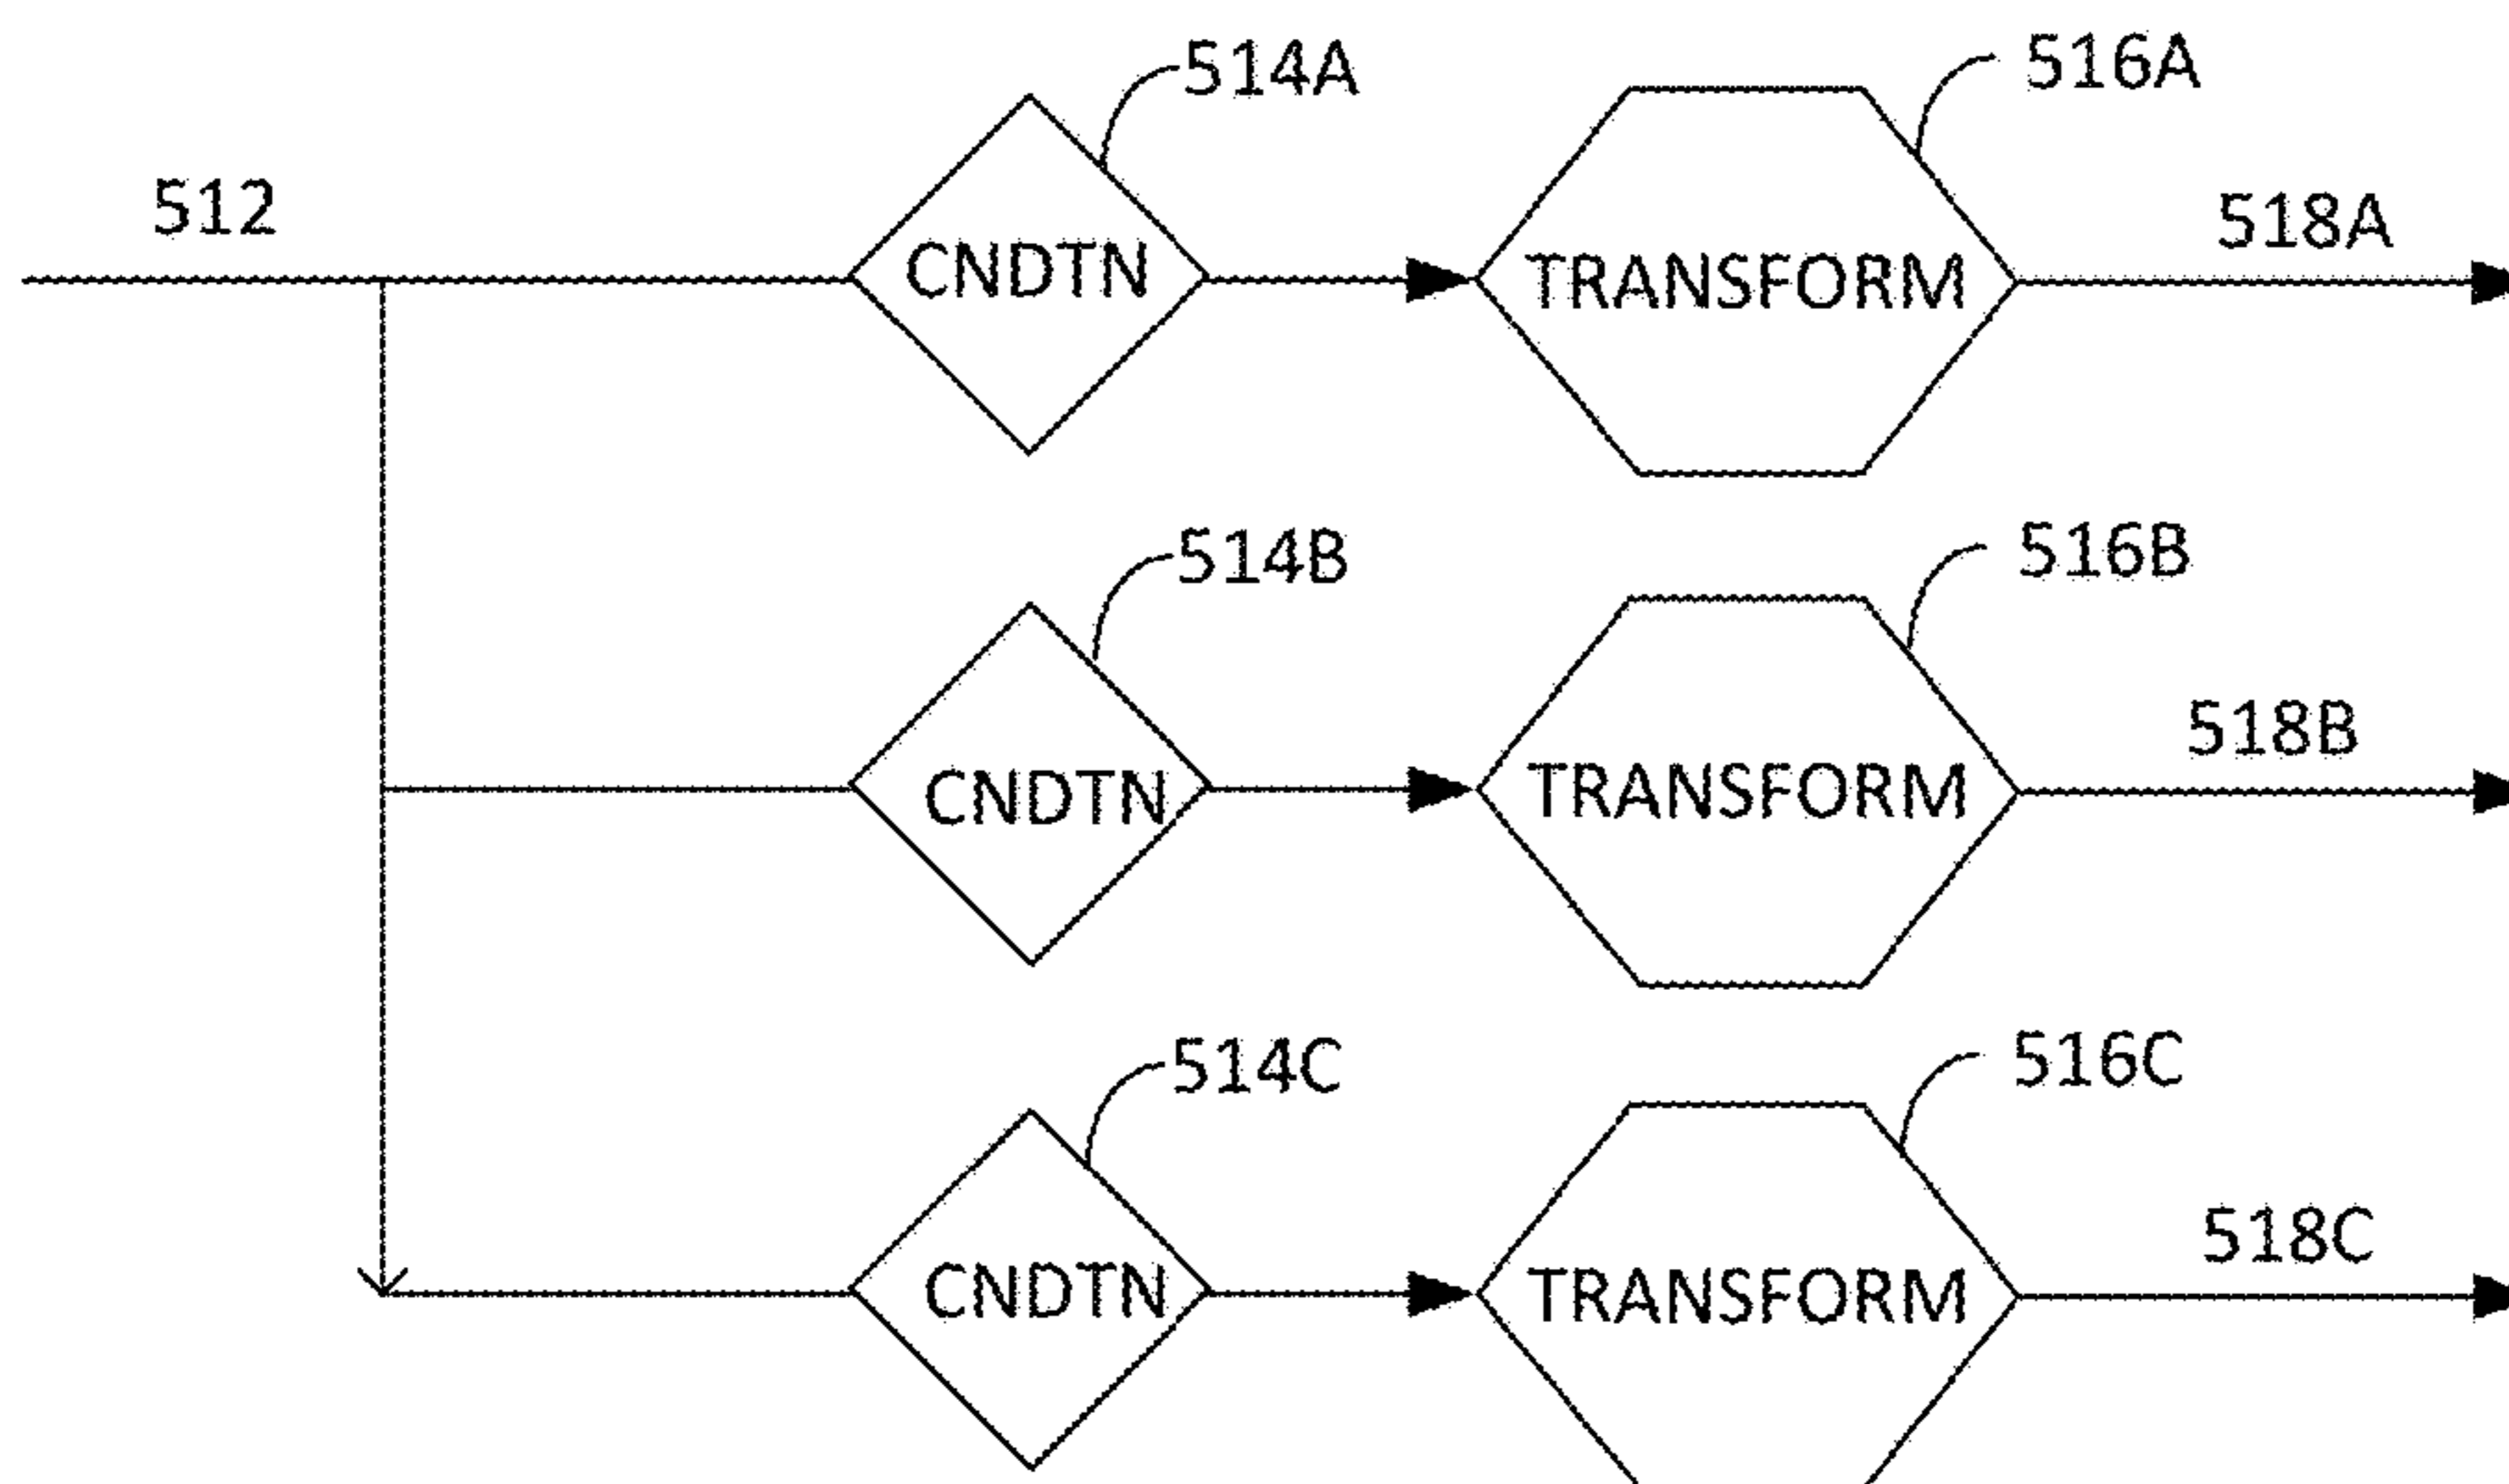 514A
516A
512
518A
CNDTN
TRANSFORM
514B
516B
518B
CNDTN
TRANSFORM
514C
516C
518C
CNDTN
TRANSFORM